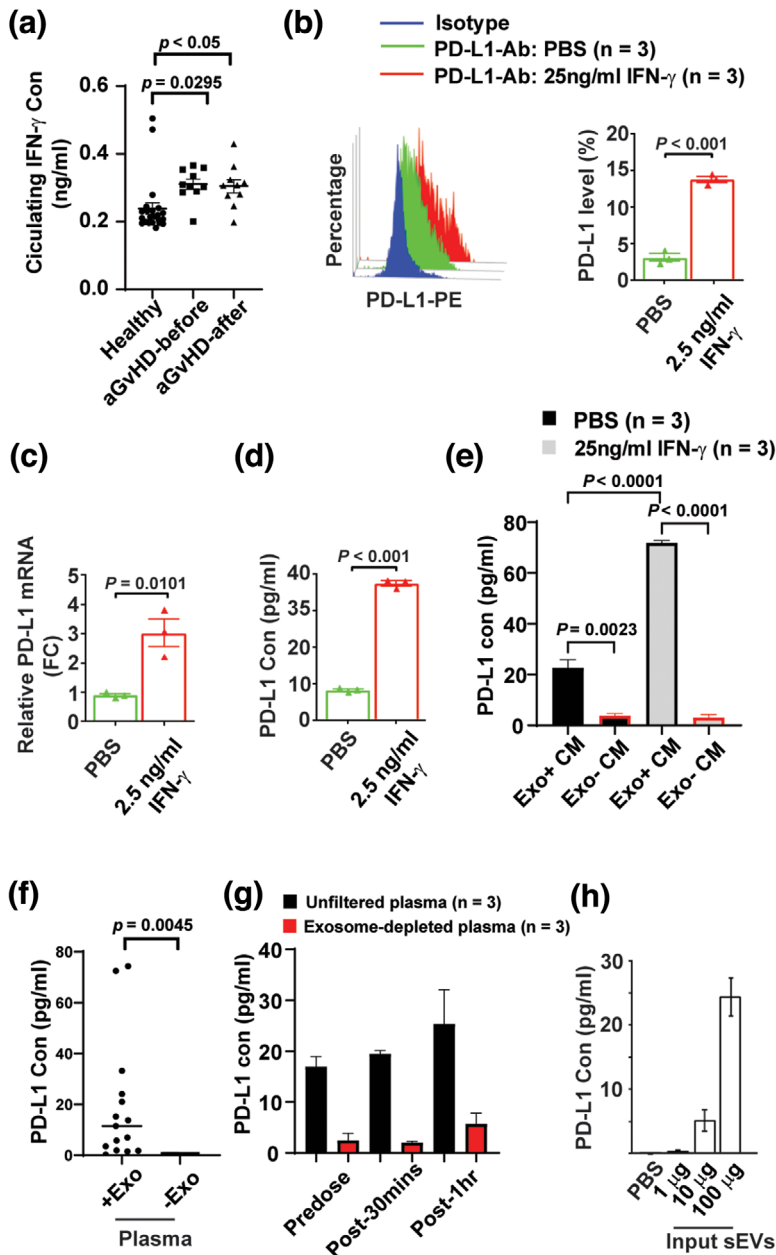 (a)
p < 0.05
p = 0.0295
Ciculating IFN-γ Con
(ng/ml)
0.6
0.4
0.2
0.0
Healthy
aGvHD-before
aGvHD-after
(b)
Isotype
PD-L1-Ab: PBS (n = 3)
PD-L1-Ab: 25ng/ml IFN-γ (n = 3)
Percentage
PD-L1-PE
PD-L1 level (%)
20
15
10
5
0
P < 0.001
PBS
2.5 ng/ml
IFN-γ
(c)
Relative PD-L1 mRNA
(FC)
5
4
3
2
1
0
P = 0.0101
PBS
2.5 ng/ml
IFN-γ
(d)
PD-L1 Con (pg/ml)
40
35
10
5
0
P < 0.001
PBS
2.5 ng/ml
IFN-γ
(e)
PBS (n = 3)
25ng/ml IFN-γ (n = 3)
P < 0.0001
P < 0.0001
P = 0.0023
PD-L1 con (pg/ml)
80
60
40
20
0
Exo+ CM
Exo- CM
Exo+ CM
Exo- CM
(f)
p = 0.0045
PD-L1 Con (pg/ml)
80
60
40
20
0
+Exo
-Exo
Plasma
(g)
Unfiltered plasma (n = 3)
Exosome-depleted plasma (n = 3)
PD-L1 con (pg/ml)
40
30
20
10
0
Predose
Post-30mins
Post-1hr
(h)
PD-L1 Con (pg/ml)
30
20
10
PBS
1 µg
10 µg
100 µg
Input sEVs